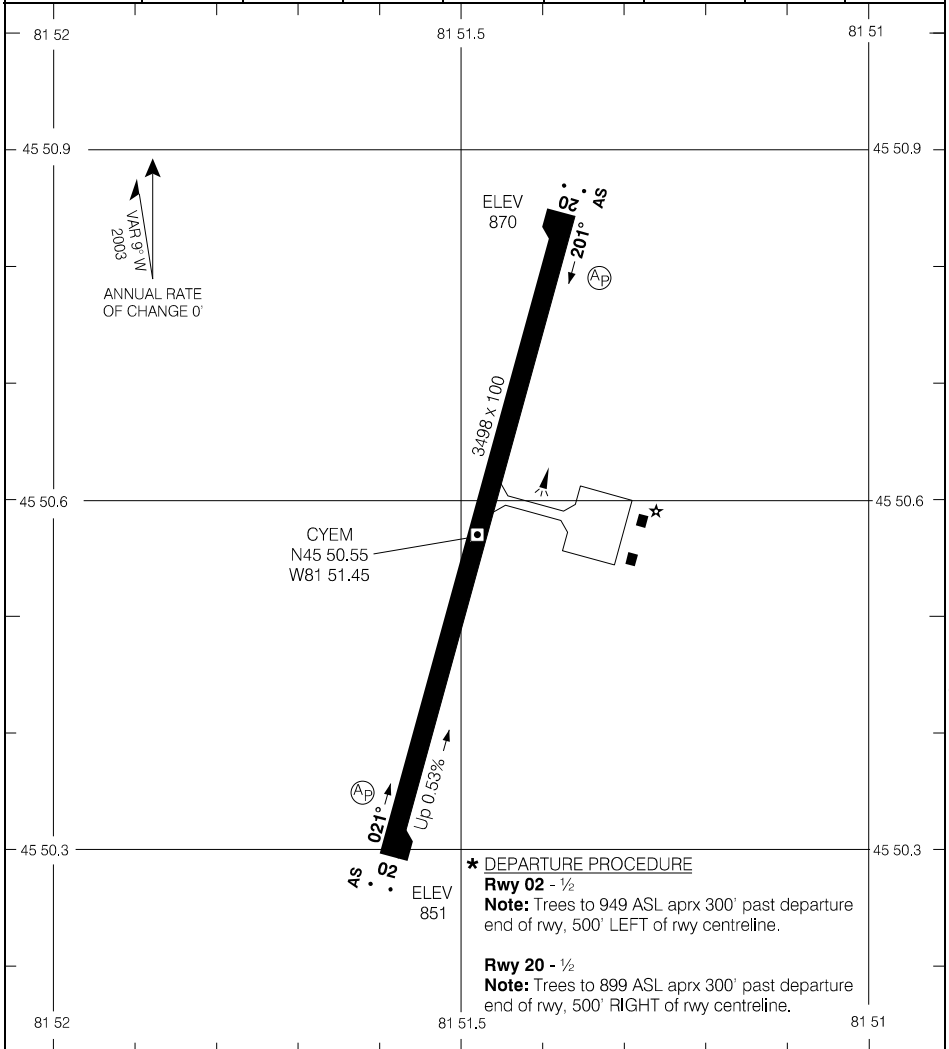 81 52
81 51.5
81 51
45 50.9
45 50.9
VAR 9° W
2003
ANNUAL RATE
OF CHANGE 0'
ELEV
870
20
AS
201°
AP
3498 x 100
45 50.6
45 50.6
CYEM
N45 50.55
W81 51.45
Up 0.53%
AP
021°
45 50.3
45 50.3
02
AS
ELEV
851
* DEPARTURE PROCEDURE
Rwy 02 - ½
Note: Trees to 949 ASL aprx 300' past departure
end of rwy, 500' LEFT of rwy centreline.
Rwy 20 - ½
Note: Trees to 899 ASL aprx 300' past departure
end of rwy, 500' RIGHT of rwy centreline.
81 52
81 51.5
81 51